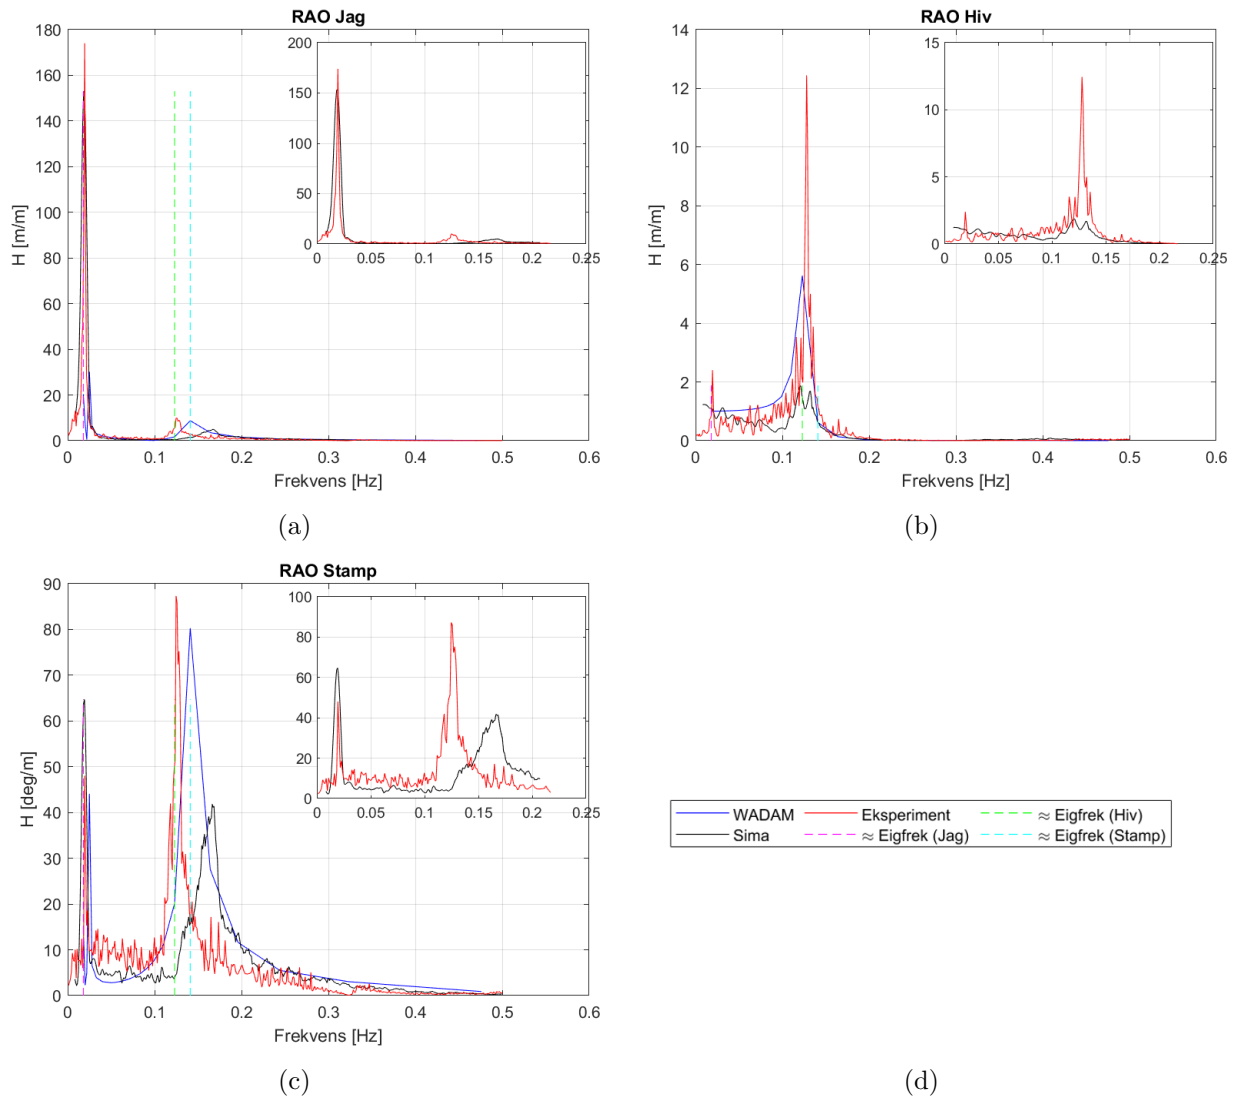 RAO Jag
180
160
140
120
100
80
60
40
20
0
H [m/m]
0 0.1 0.2 0.3 0.4 0.5 0.6
Frekvens [Hz]
200
150
100
50
0
0 0.05 0.1 0.15 0.2 0.25
(a)
RAO Hiv
14
12
10
8
6
4
2
0
H [m/m]
0 0.1 0.2 0.3 0.4 0.5 0.6
Frekvens [Hz]
15
10
5
0
0 0.05 0.1 0.15 0.2 0.25
(b)
RAO Stamp
90
80
70
60
50
40
30
20
10
0
H [deg/m]
0 0.1 0.2 0.3 0.4 0.5 0.6
Frekvens [Hz]
100
80
60
40
20
0
0 0.05 0.1 0.15 0.2 0.25
(c)
WADAM Eksperiment ≈ Eigfrek (Hiv)
Sima ≈ Eigfrek (Jag) ≈ Eigfrek (Stamp)
(d)